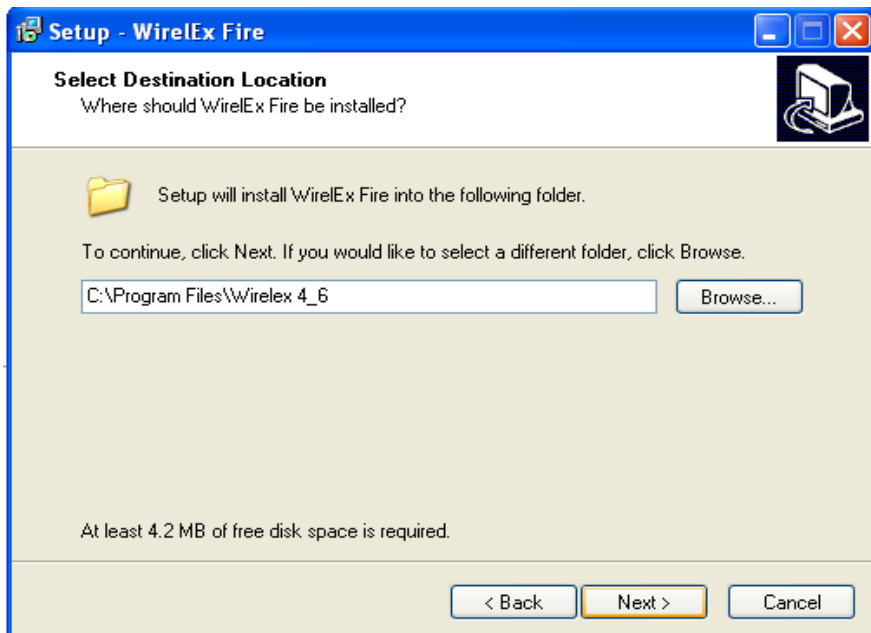 Setup - WirelEx Fire
Select Destination Location
Where should WirelEx Fire be installed?
Setup will install WirelEx Fire into the following folder.
To continue, click Next. If you would like to select a different folder, click Browse.
C:\Program Files\Wirelex 4_6
Browse...
At least 4.2 MB of free disk space is required.
< Back
Next >
Cancel